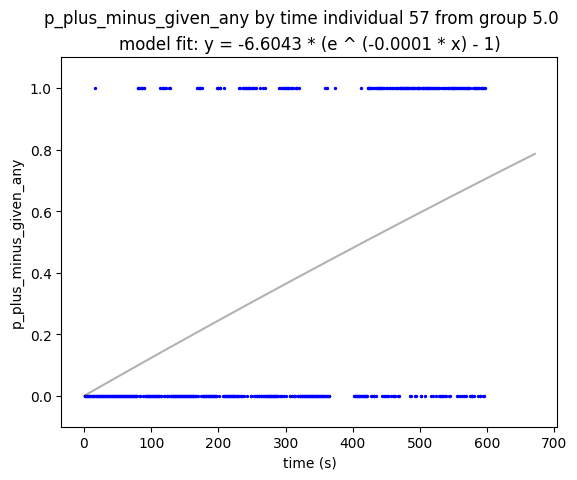 p_plus_minus_given_any by time individual 57 from group 5.0
model fit: y = -6.6043 * (e ^ (-0.0001 * x) - 1)
p_plus_minus_given_any
1.0
0.8
0.6
0.4
0.2
0.0
0 100 200 300 400 500 600 700
time (s)